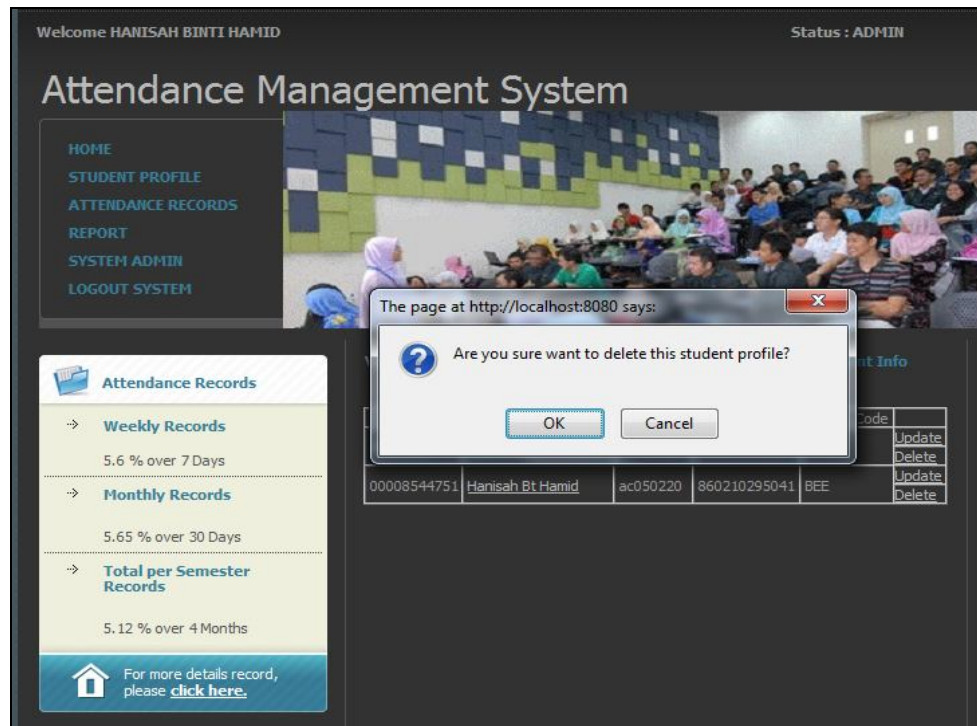 Welcome HANISAH BINTI HAMID
Status : ADMIN
Attendance Management System
HOME
STUDENT PROFILE
ATTENDANCE RECORDS
REPORT
SYSTEM ADMIN
LOGOUT SYSTEM
The page at http://localhost:8080 says:
Are you sure want to delete this student profile?
OK
Cancel
Info
Code
Update
Delete
00008544751 Hanisah Bt Hamid ac050220 860210295041 BEE
Update
Delete
Attendance Records
Weekly Records
5.6 % over 7 Days
Monthly Records
5.65 % over 30 Days
Total per Semester
Records
5.12 % over 4 Months
For more details record,
please click here.